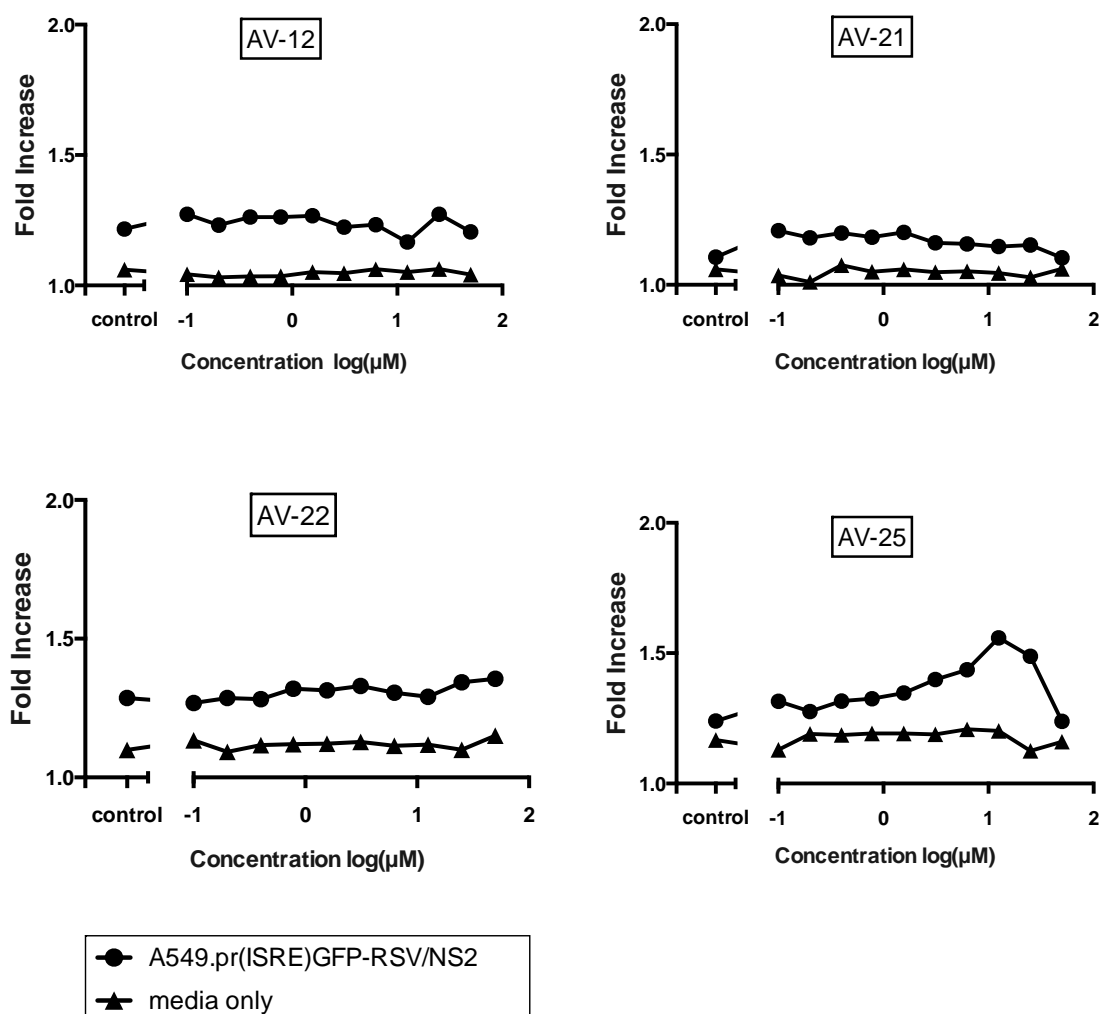 AV-12
Fold Increase
2.0
1.5
1.0
control -1 0 1 2
Concentration log(µM)
AV-21
Fold Increase
2.0
1.5
1.0
control -1 0 1 2
Concentration log(µM)
AV-22
Fold Increase
2.0
1.5
1.0
control -1 0 1 2
Concentration log(µM)
AV-25
Fold Increase
2.0
1.5
1.0
control -1 0 1 2
Concentration log(µM)
A549.pr(ISRE)GFP-RSV/NS2
media only